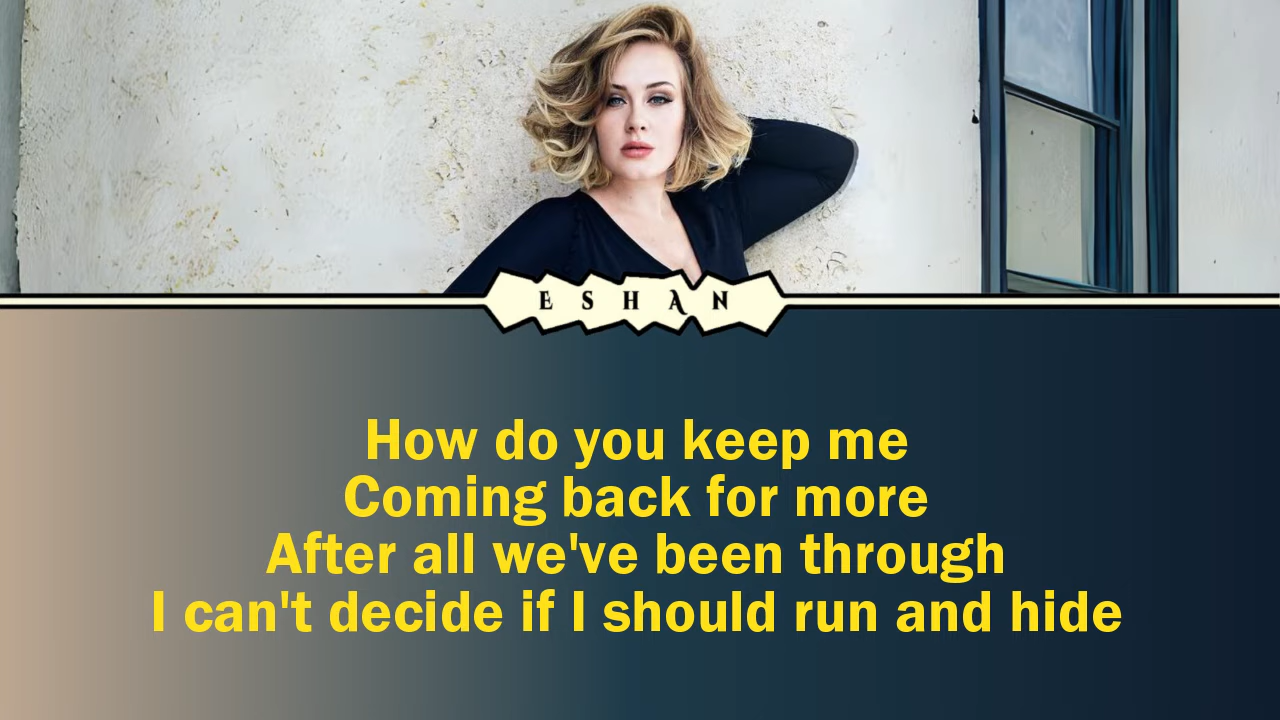 ESHAN
How do you keep me
Coming back for more
After all we've been through
I can't decide if I should run and hide